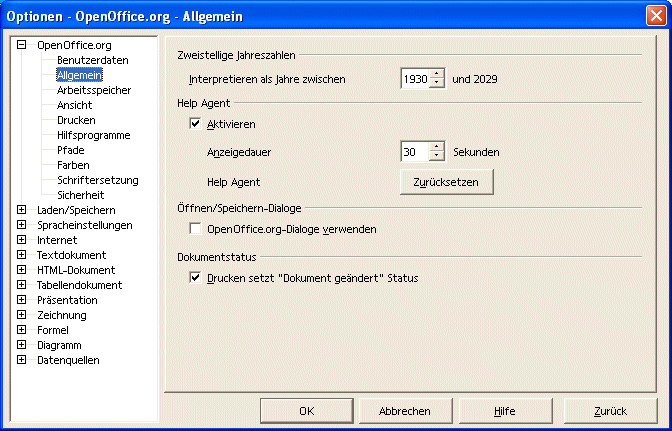 Optionen - OpenOffice.org - Allgemein
OpenOffice.org
Benutzerdaten
Allgemein
Arbeitsspeicher
Ansicht
Drucken
Hilfsprogramme
Pfade
Farben
Schriftersetzung
Sicherheit
Laden/Speichern
Spracheinstellungen
Internet
Textdokument
HTML-Dokument
Tabellendokument
Präsentation
Zeichnung
Formel
Diagramm
Datenquellen
Zweistellige Jahreszahlen
Interpretieren als Jahre zwischen 1930 und 2029
Help Agent
Aktivieren
Anzeigedauer 30 Sekunden
Help Agent Zurücksetzen
Öffnen/Speichern-Dialoge
OpenOffice.org-Dialoge verwenden
Dokumentstatus
Drucken setzt "Dokument geändert" Status
OK Abbrechen Hilfe Zurück